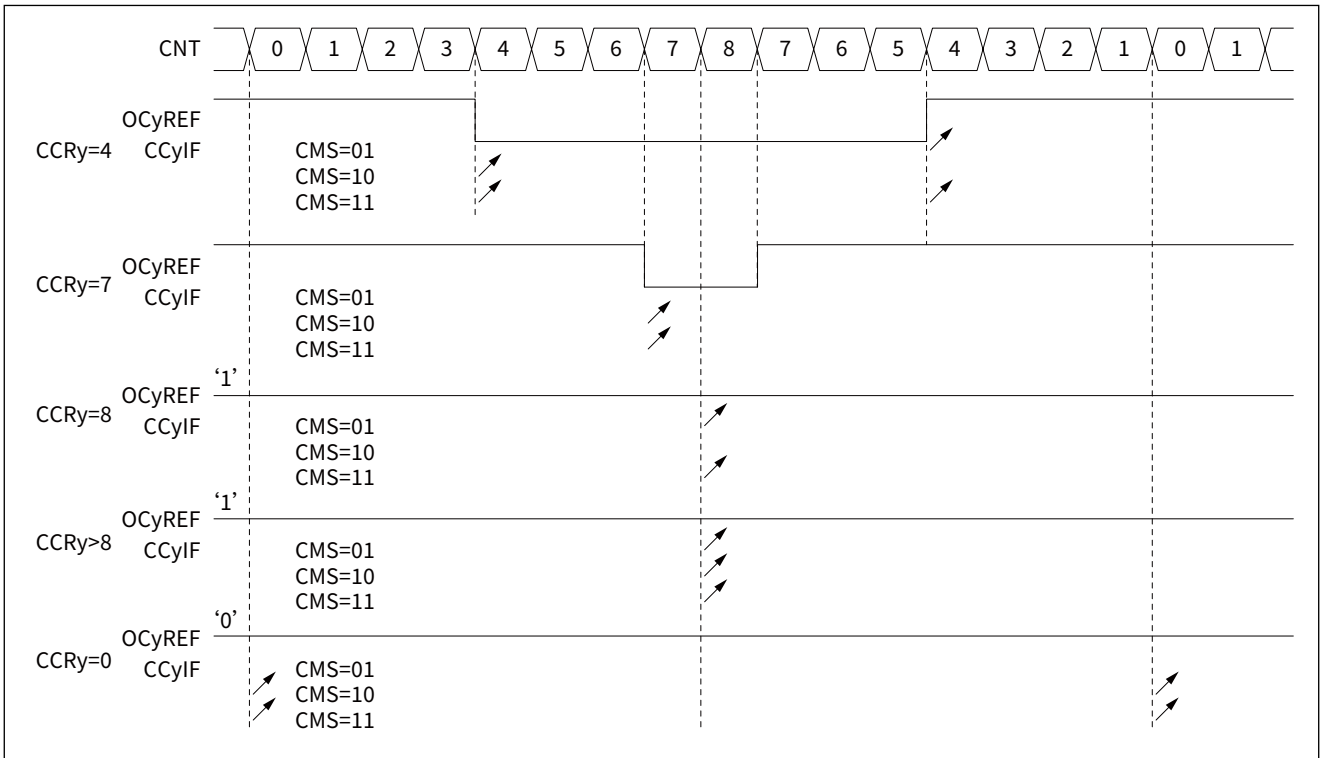 CNT 0 1 2 3 4 5 6 7 8 7 6 5 4 3 2 1 0 1
OCyREF
CCRy=4 CCyIF CMS=01
CMS=10
CMS=11
OCyREF
CCRy=7 CCyIF CMS=01
CMS=10
CMS=11
‘1’
OCyREF
CCRy=8 CCyIF CMS=01
CMS=10
CMS=11
‘1’
OCyREF
CCRy>8 CCyIF CMS=01
CMS=10
CMS=11
‘0’
OCyREF
CCRy=0 CCyIF CMS=01
CMS=10
CMS=11